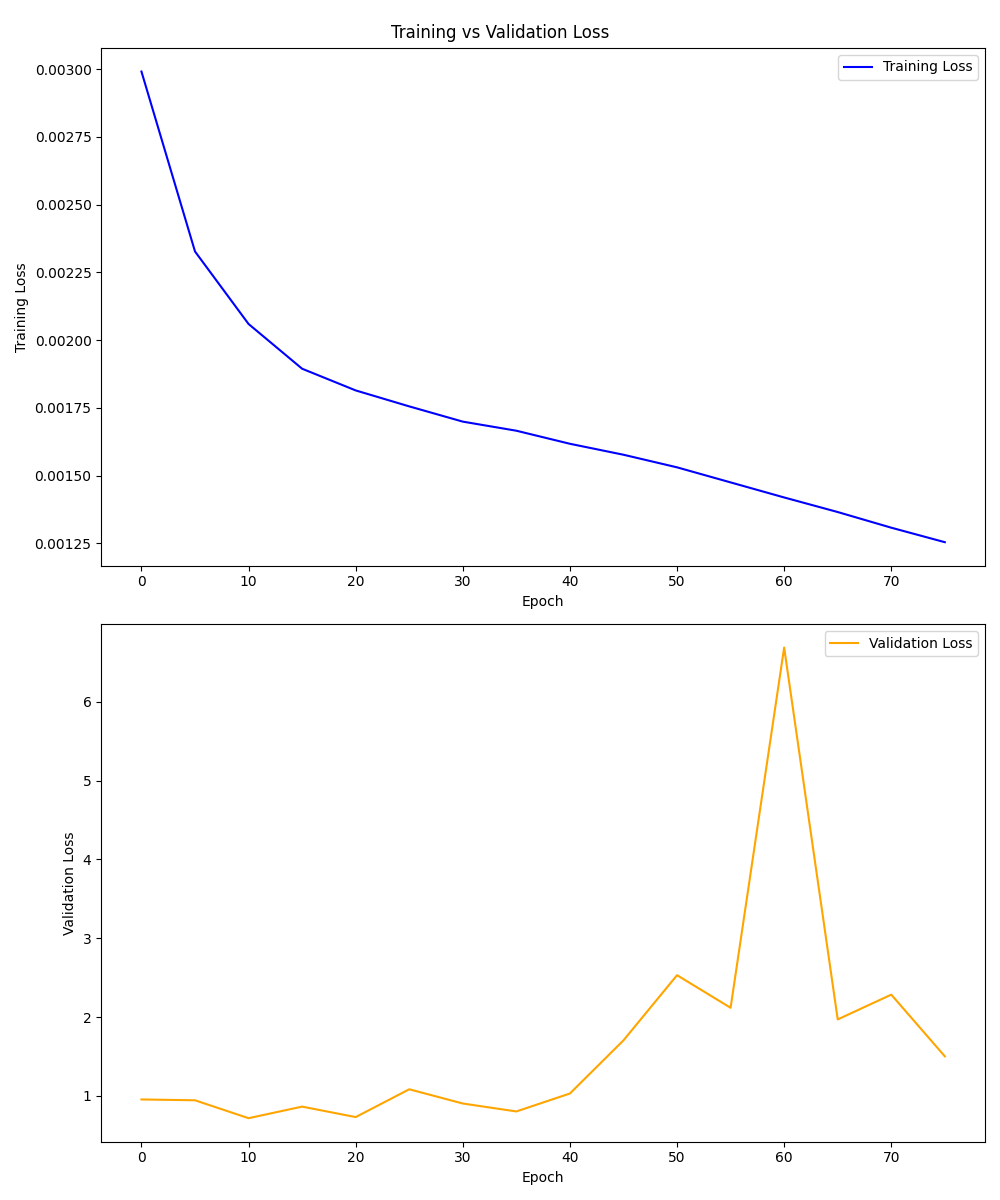 Training vs Validation Loss
Training Loss
0.00300
0.00275
0.00250
0.00225
0.00200
0.00175
0.00150
0.00125
Training Loss
0 10 20 30 40 50 60 70
Epoch
Validation Loss
6
5
4
3
2
1
Validation Loss
0 10 20 30 40 50 60 70
Epoch